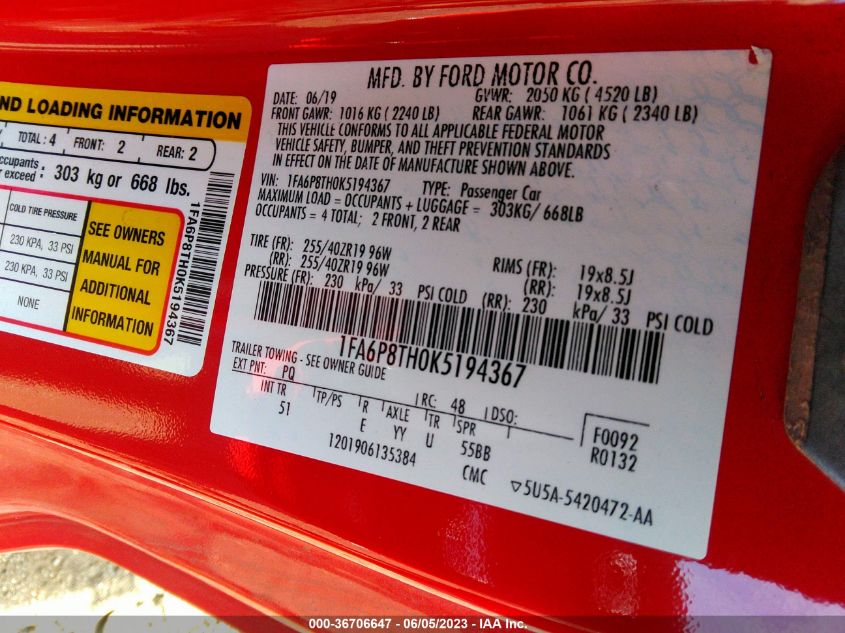 ND LOADING INFORMATION
TOTAL: 4 FRONT: 2 REAR: 2
ccupants
exceed: 303 kg or 668 lbs.
COLD TIRE PRESSURE
230 KPA, 33 PSI
230 KPA, 33 PSI
NONE
SEE OWNERS
MANUAL FOR
ADDITIONAL
INFORMATION
1FA6P8TH0K5194367
MFD. BY FORD MOTOR CO.
DATE: 06/19 GVWR: 2050 KG ( 4520 LB)
FRONT GAWR: 1016 KG ( 2240 LB) REAR GAWR: 1061 KG ( 2340 LB)
THIS VEHICLE CONFORMS TO ALL APPLICABLE FEDERAL MOTOR
VEHICLE SAFETY, BUMPER, AND THEFT PREVENTION STANDARDS
IN EFFECT ON THE DATE OF MANUFACTURE SHOWN ABOVE.
VIN: 1FA6P8TH0K5194367 TYPE: Passenger Car
MAXIMUM LOAD = OCCUPANTS + LUGGAGE = 303KG/ 668LB
OCCUPANTS = 4 TOTAL; 2 FRONT, 2 REAR
TIRE (FR): 255/40ZR19 96W RIMS (FR): 19x8.5J
(RR): 255/40ZR19 96W (RR): 19x8.5J
PRESSURE (FR): 230 kPa/ 33 PSI COLD (RR): 230 kPa/ 33 PSI COLD
1FA6P8TH0K5194367
TRAILER TOWING - SEE OWNER GUIDE
EXT PNT: PQ RC: 48 DSO:
INT TR TP/PS R AXLE TR SPR F0092
51 E YY U 55BB R0132
1201906135384 CMC ▽5U5A-5420472-AA
000-36706647 - 06/05/2023 - IAA Inc.